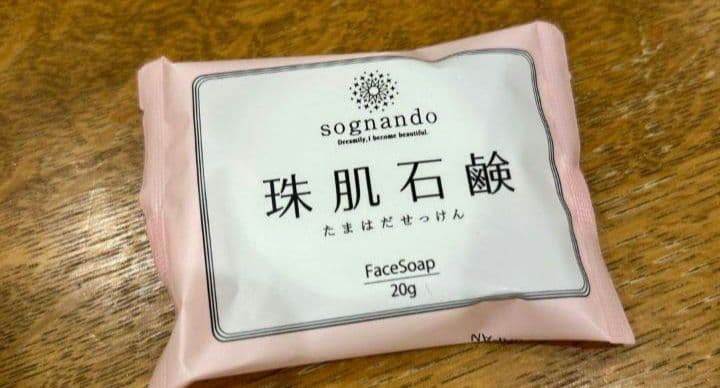 sognando
Dreamily, i become beautiful.
珠肌石鹸
たまはだせっけん
FaceSoap
20g